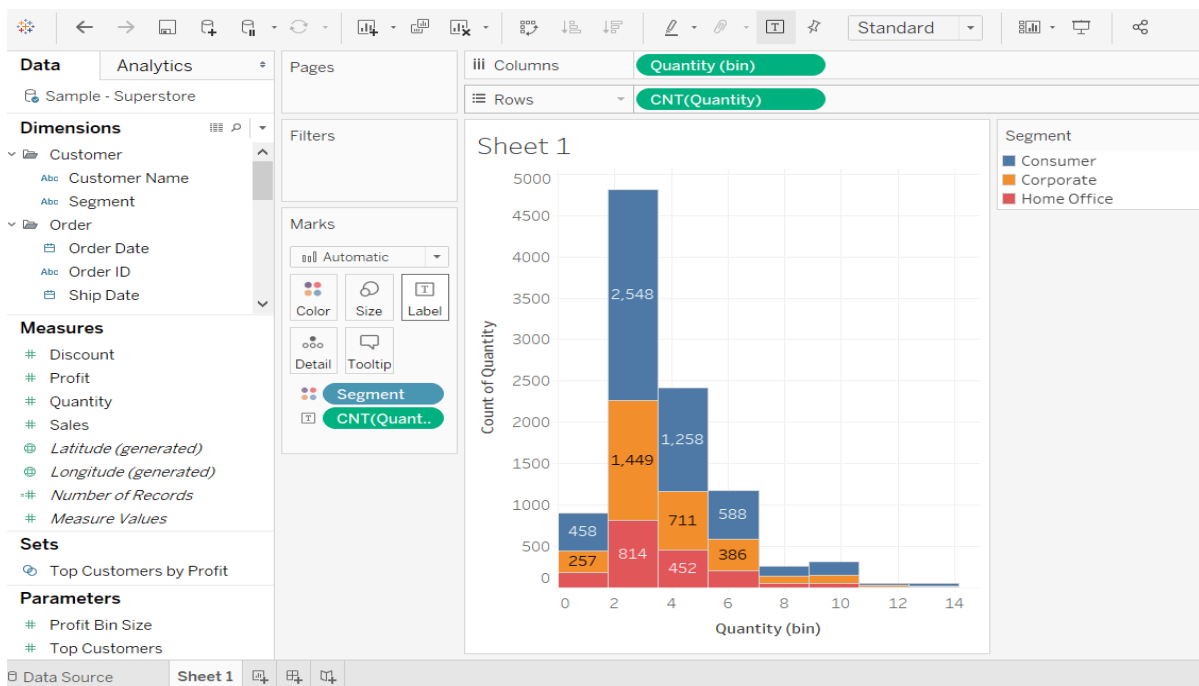 Standard
Data
Analytics
Sample - Superstore
Dimensions
Customer
Abc Customer Name
Abc Segment
Order
Order Date
Abc Order ID
Ship Date
Measures
# Discount
# Profit
# Quantity
# Sales
Latitude (generated)
Longitude (generated)
=# Number of Records
# Measure Values
Sets
Top Customers by Profit
Parameters
# Profit Bin Size
# Top Customers
Pages
Filters
Marks
Automatic
Color
Size
T
Label
Detail
Tooltip
Segment
T CNT(Quant..
iii Columns
Quantity (bin)
Rows
CNT(Quantity)
Sheet 1
5000
4500
4000
3500
3000
2500
2000
1500
1000
500
0
Count of Quantity
2,548
1,449
814
1,258
711
452
588
386
458
257
0 2 4 6 8 10 12 14
Quantity (bin)
Segment
Consumer
Corporate
Home Office
Data Source
Sheet 1